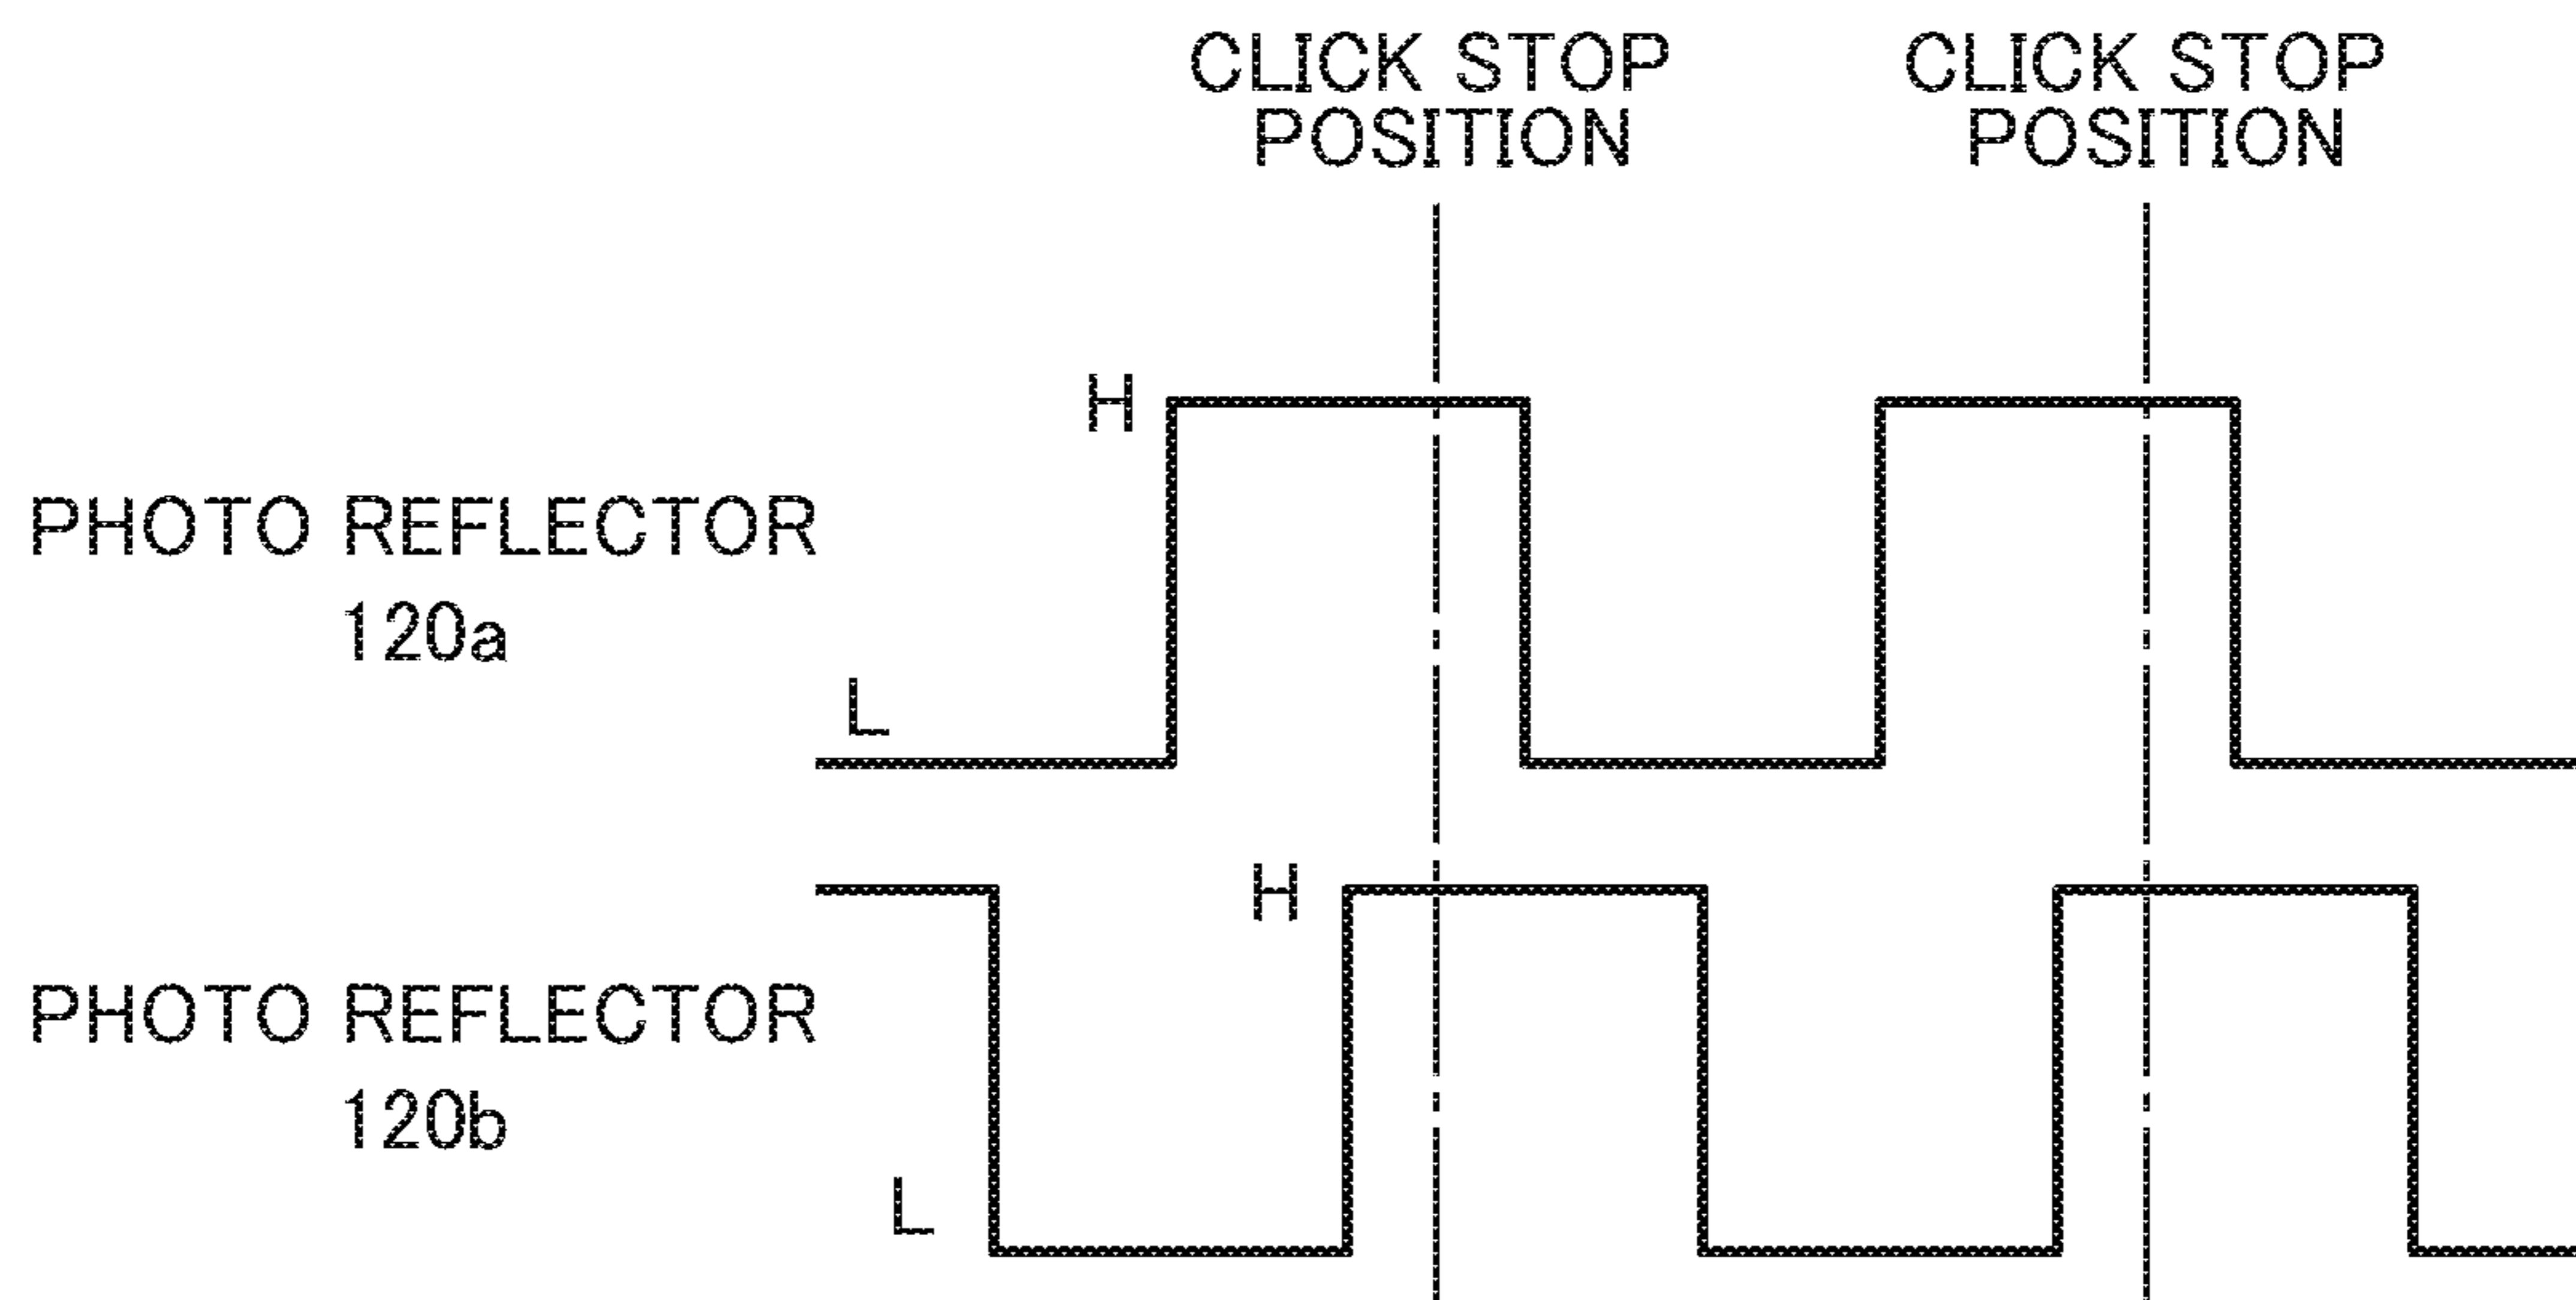 CLICK STOP
POSITION
CLICK STOP
POSITION
H
PHOTO REFLECTOR
120a
L
H
PHOTO REFLECTOR
120b
L